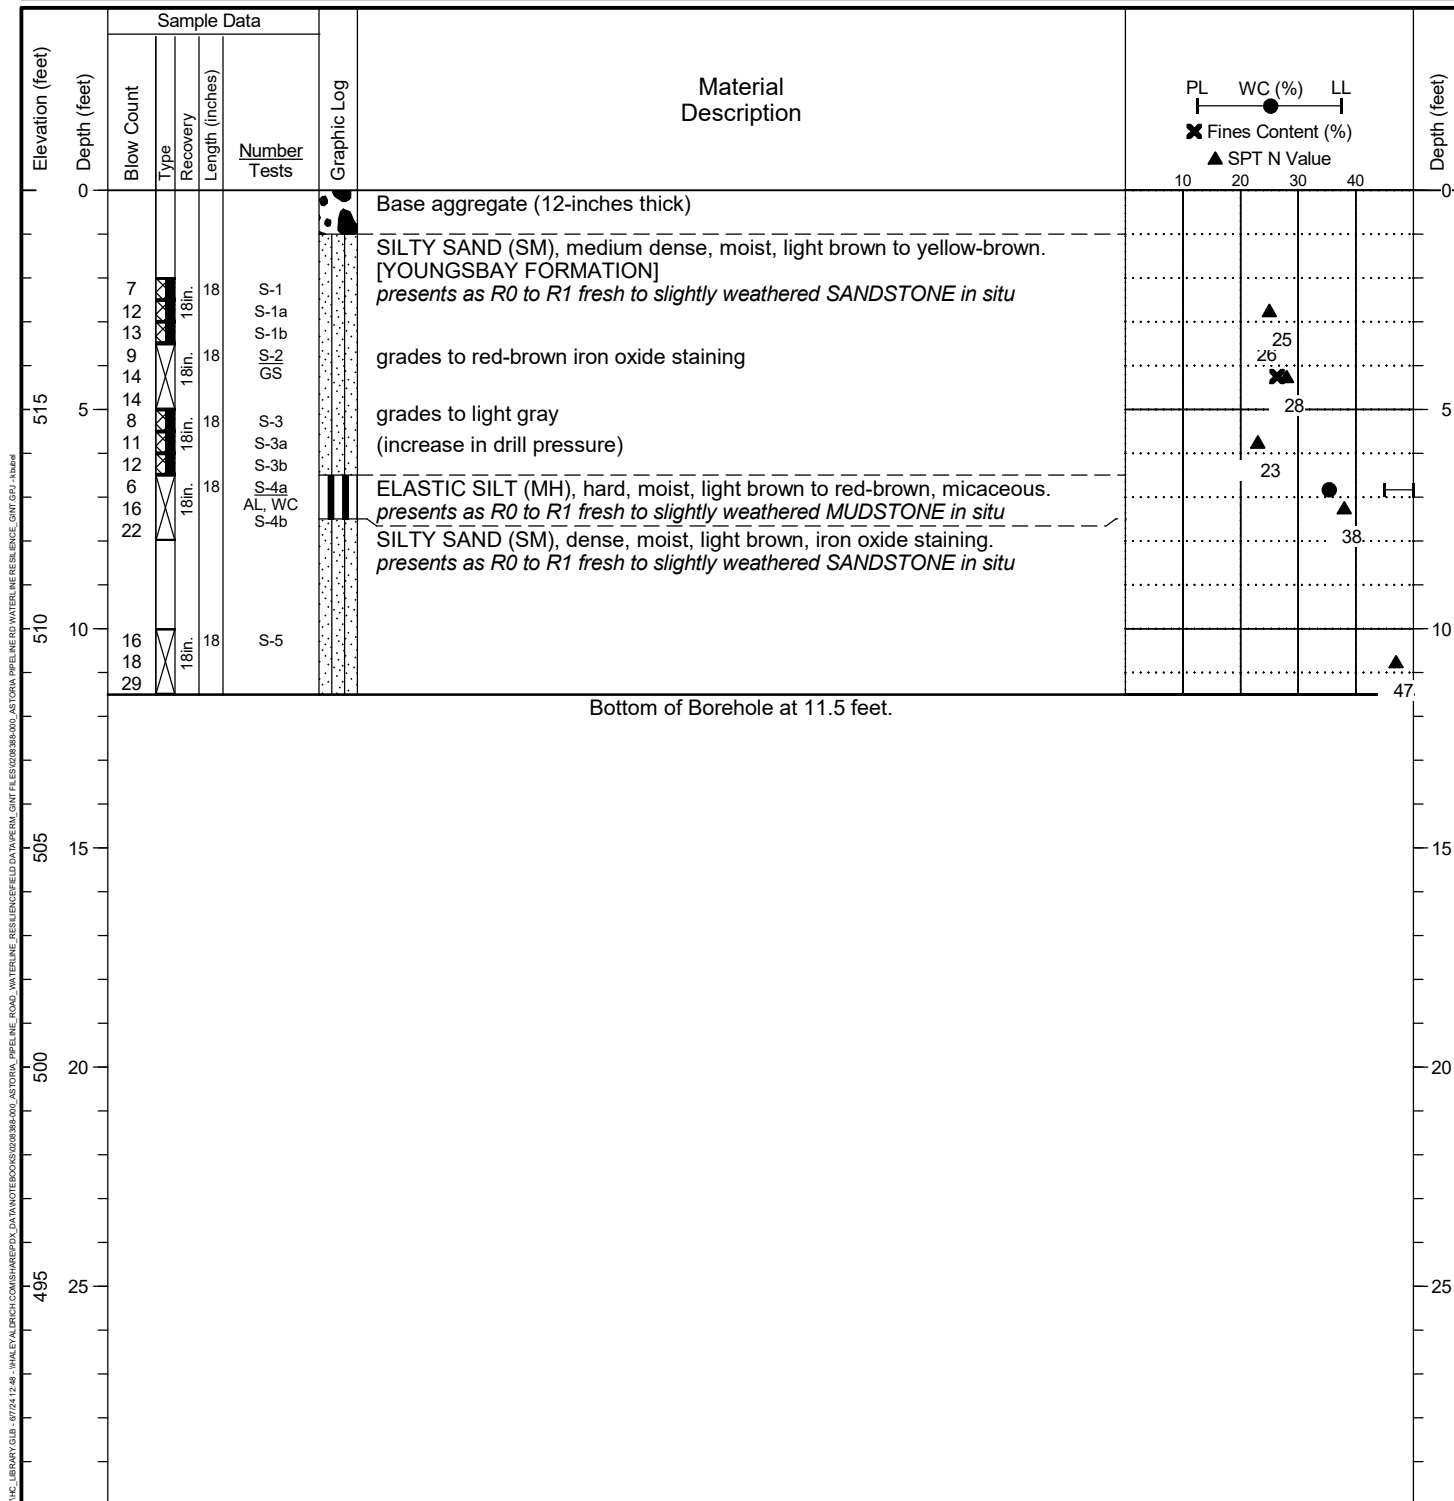 Sample Data
Elevation (feet)
Depth (feet)
Blow Count
Type
Recovery
Length (inches)
Number
Tests
Graphic Log
Material
Description
PL WC (%) LL
Fines Content (%)
SPT N Value
10 20 30 40
Depth (feet)
0 0
Base aggregate (12-inches thick)
SILTY SAND (SM), medium dense, moist, light brown to yellow-brown.
[YOUNGSBAY FORMATION]
7 18in. 18 S-1 presents as R0 to R1 fresh to slightly weathered SANDSTONE in situ
12 S-1a
13 S-1b
25
9 18in. 18 S-2 grades to red-brown iron oxide staining 26
14 GS
14
28
515 5 5
8 18in. 18 S-3 grades to light gray
11 S-3a (increase in drill pressure)
12 S-3b
23
6 18in. 18 S-4a ELASTIC SILT (MH), hard, moist, light brown to red-brown, micaceous.
16 AL, WC presents as R0 to R1 fresh to slightly weathered MUDSTONE in situ
22 S-4b
38
SILTY SAND (SM), dense, moist, light brown, iron oxide staining.
presents as R0 to R1 fresh to slightly weathered SANDSTONE in situ
510 10 10
16 18in. 18 S-5
18
29
47
Bottom of Borehole at 11.5 feet.
505 15 15
500 20 20
495 25 25